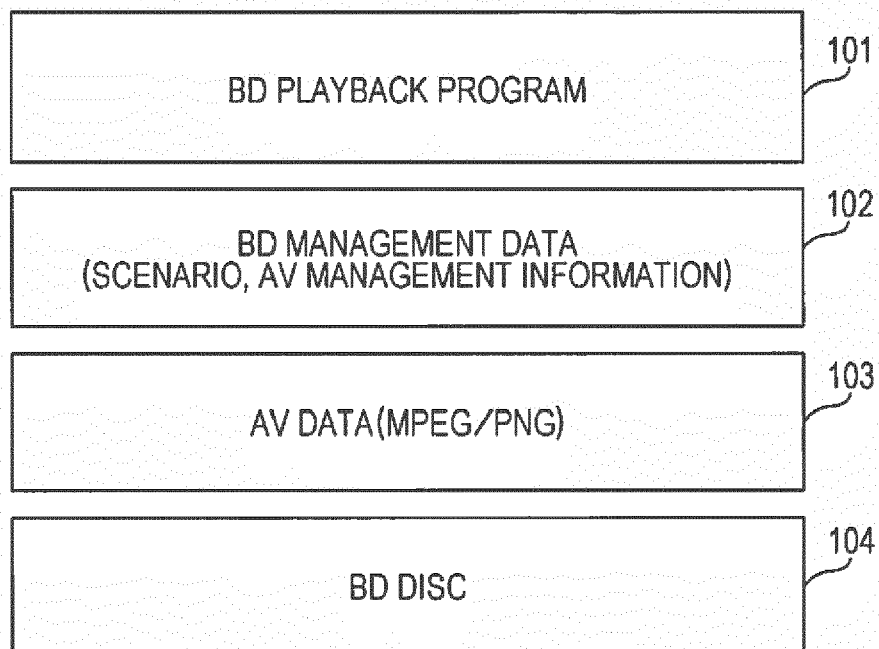 BD PLAYBACK PROGRAM
101
BD MANAGEMENT DATA
(SCENARIO, AV MANAGEMENT INFORMATION)
102
AV DATA(MPEG/PNG)
103
BD DISC
104